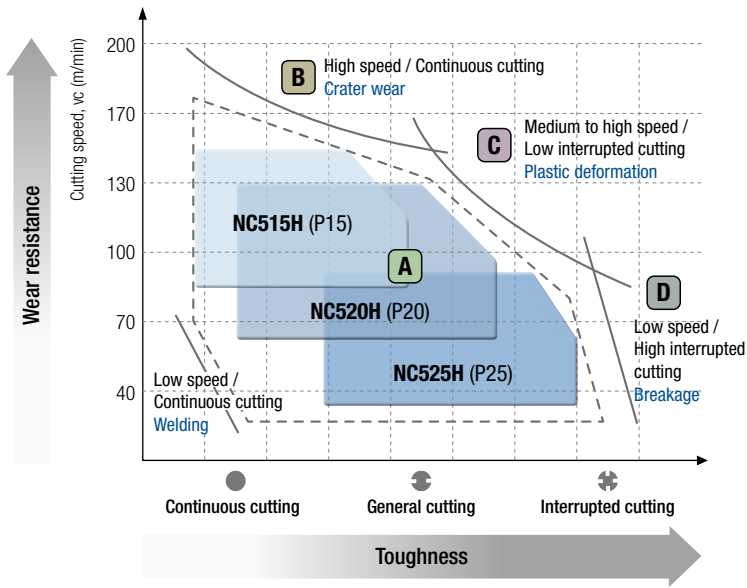 Wear resistance
Cutting speed, vc (m/min)
200
170
130
100
70
40
B
High speed / Continuous cutting
Crater wear
C
Medium to high speed /
Low interrupted cutting
Plastic deformation
NC515H (P15)
A
NC520H (P20)
NC525H (P25)
D
Low speed /
High interrupted
cutting
Breakage
Low speed /
Continuous cutting
Welding
Continuous cutting
General cutting
Interrupted cutting
Toughness